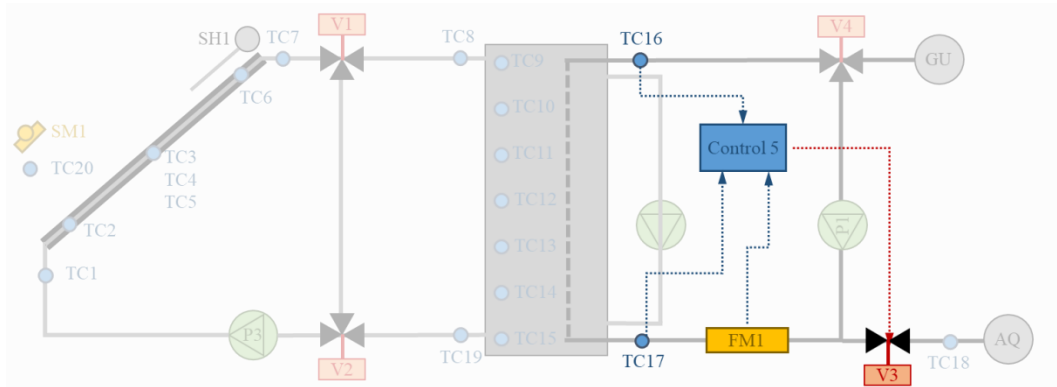 V1
V4
SH1
TC7
TC8
TC16
TC9
GU
TC6
TC10
SM1
TC3
TC11
Control 5
TC20
TC4
TC5
TC12
TC2
P1
TC13
TC1
TC14
P3
TC15
FM1
AQ
TC19
TC17
TC18
V2
V3